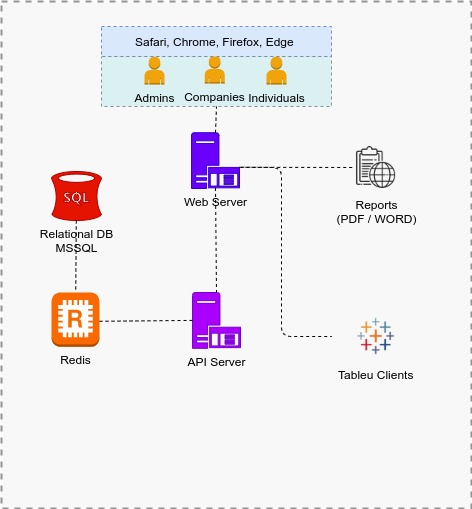 Safari, Chrome, Firefox, Edge
Admins Companies Individuals
Web Server
Reports
(PDF / WORD)
SQL
Relational DB
MSSQL
R
Redis
API Server
Tableu Clients